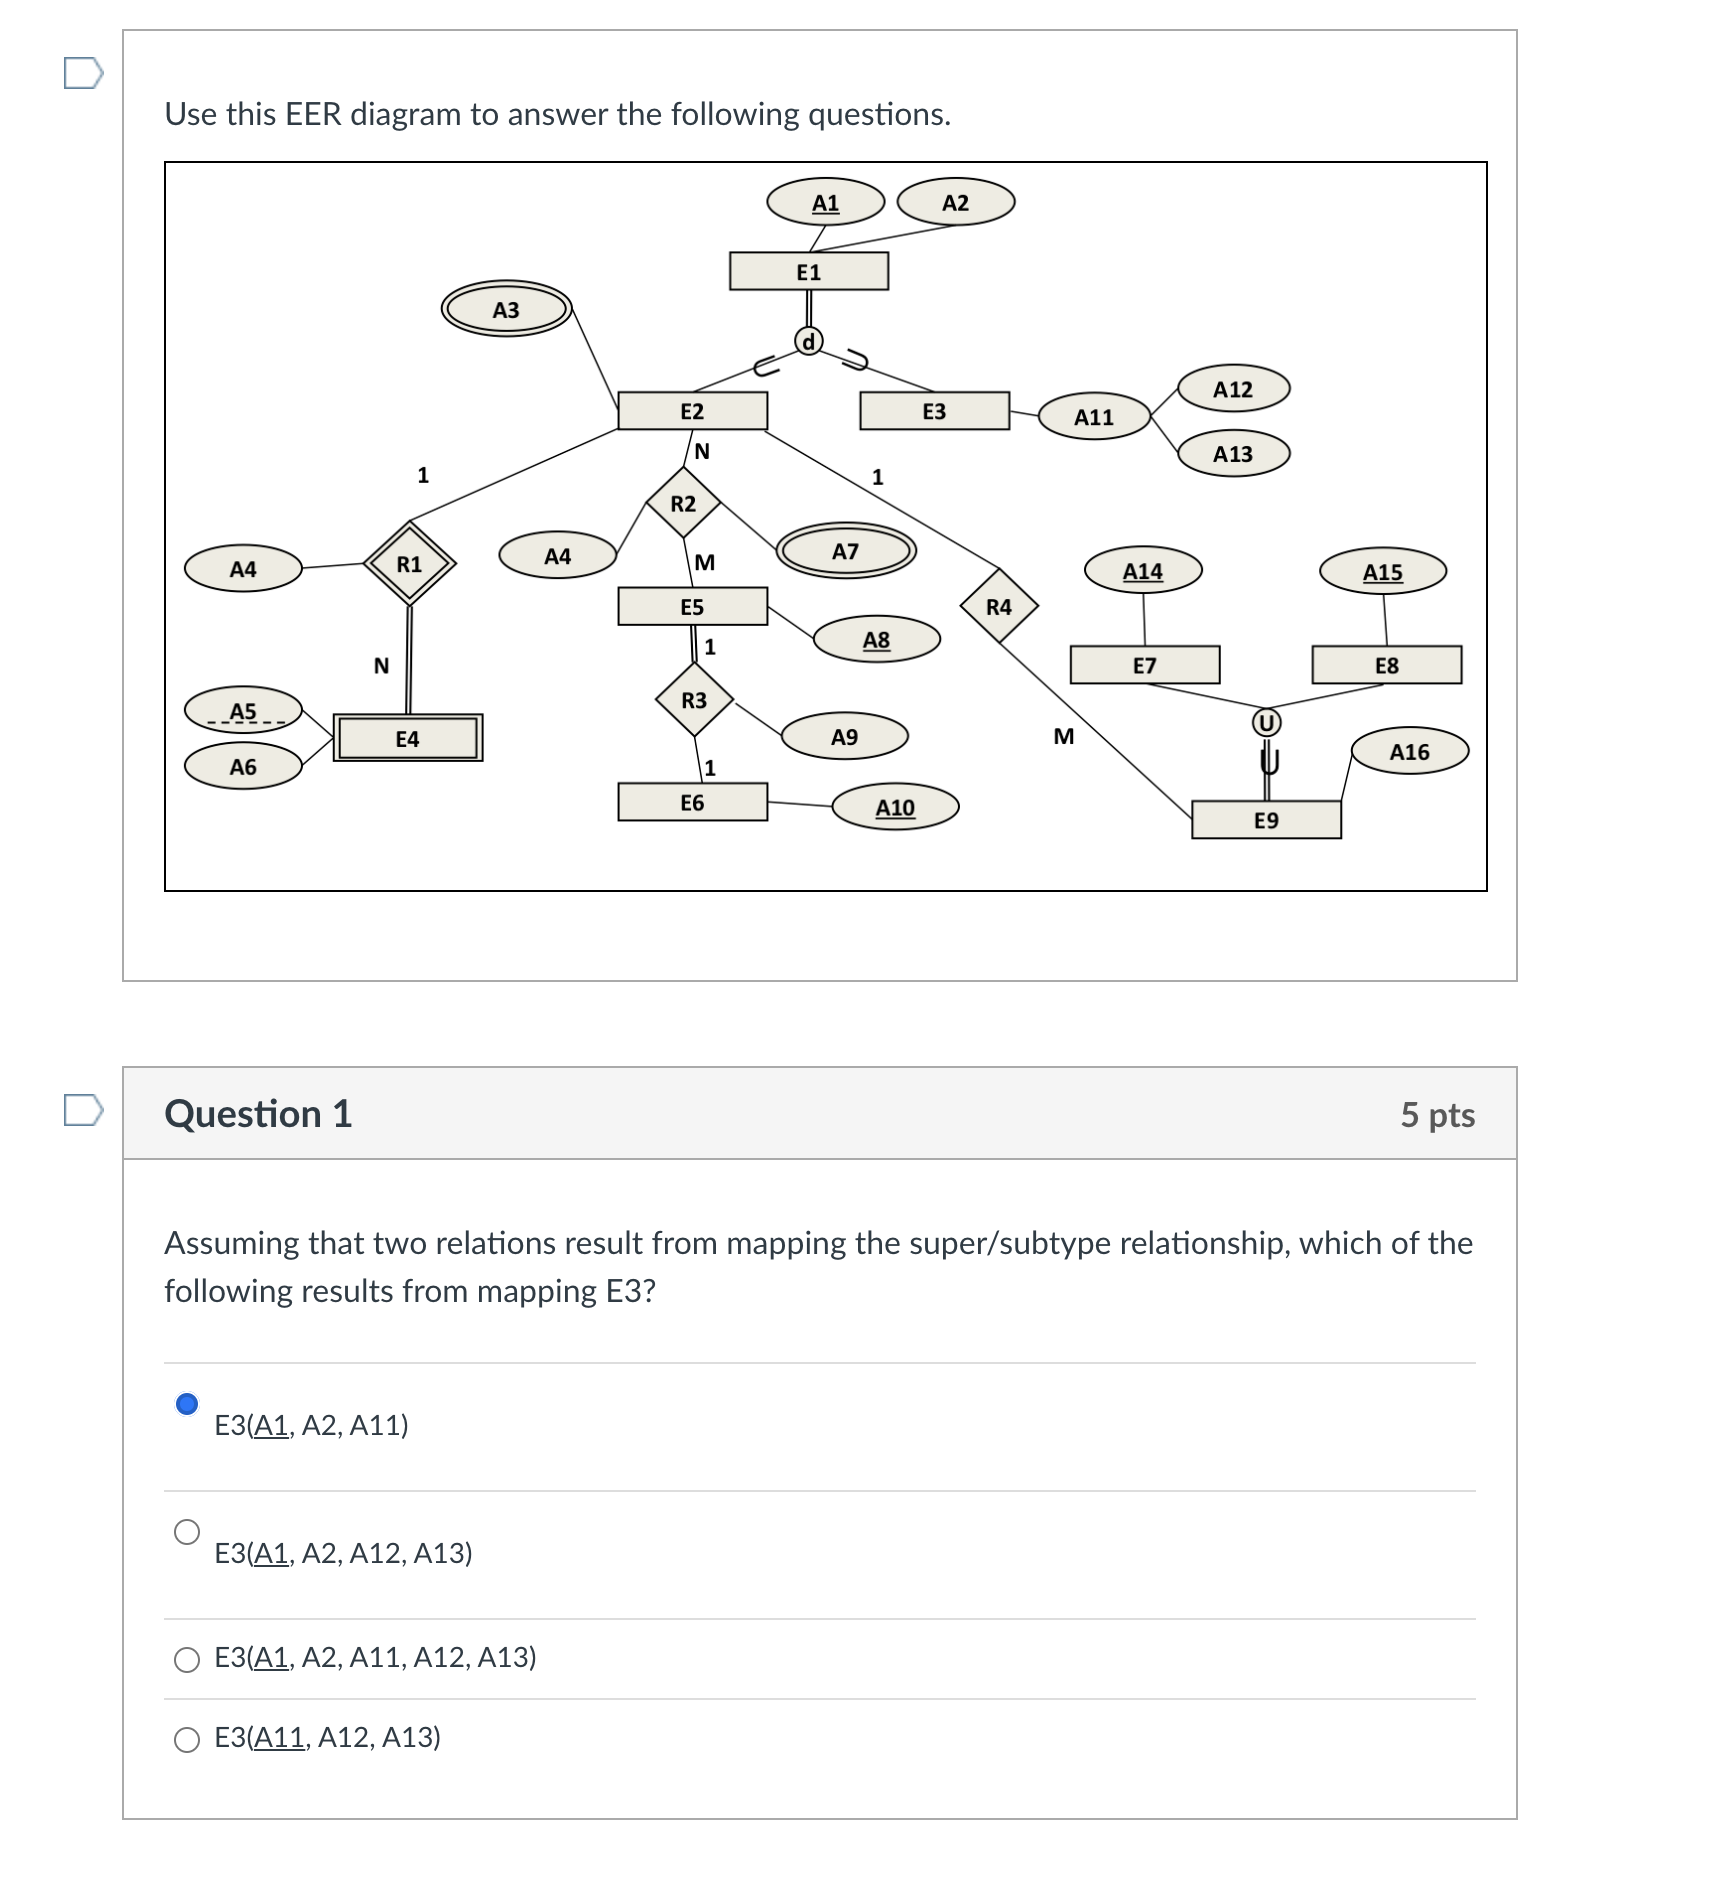 Use this EER diagram to answer the following questions.
A1 A2
E1
A3
d
A12
E2 E3 A11
A13
N
1 1
R2
A4 R1 A4 A7 A14 A15
M
E5 R4
A8
1
N E7 E8
R3
A5 U
E4 A9 M A16
A6
1
E6 A10 E9
Question 1 5 pts
Assuming that two relations result from mapping the super/subtype relationship, which of the
following results from mapping E3?
E3(A1, A2, A11)
E3(A1, A2, A12, A13)
E3(A1, A2, A11, A12, A13)
E3(A11, A12, A13)